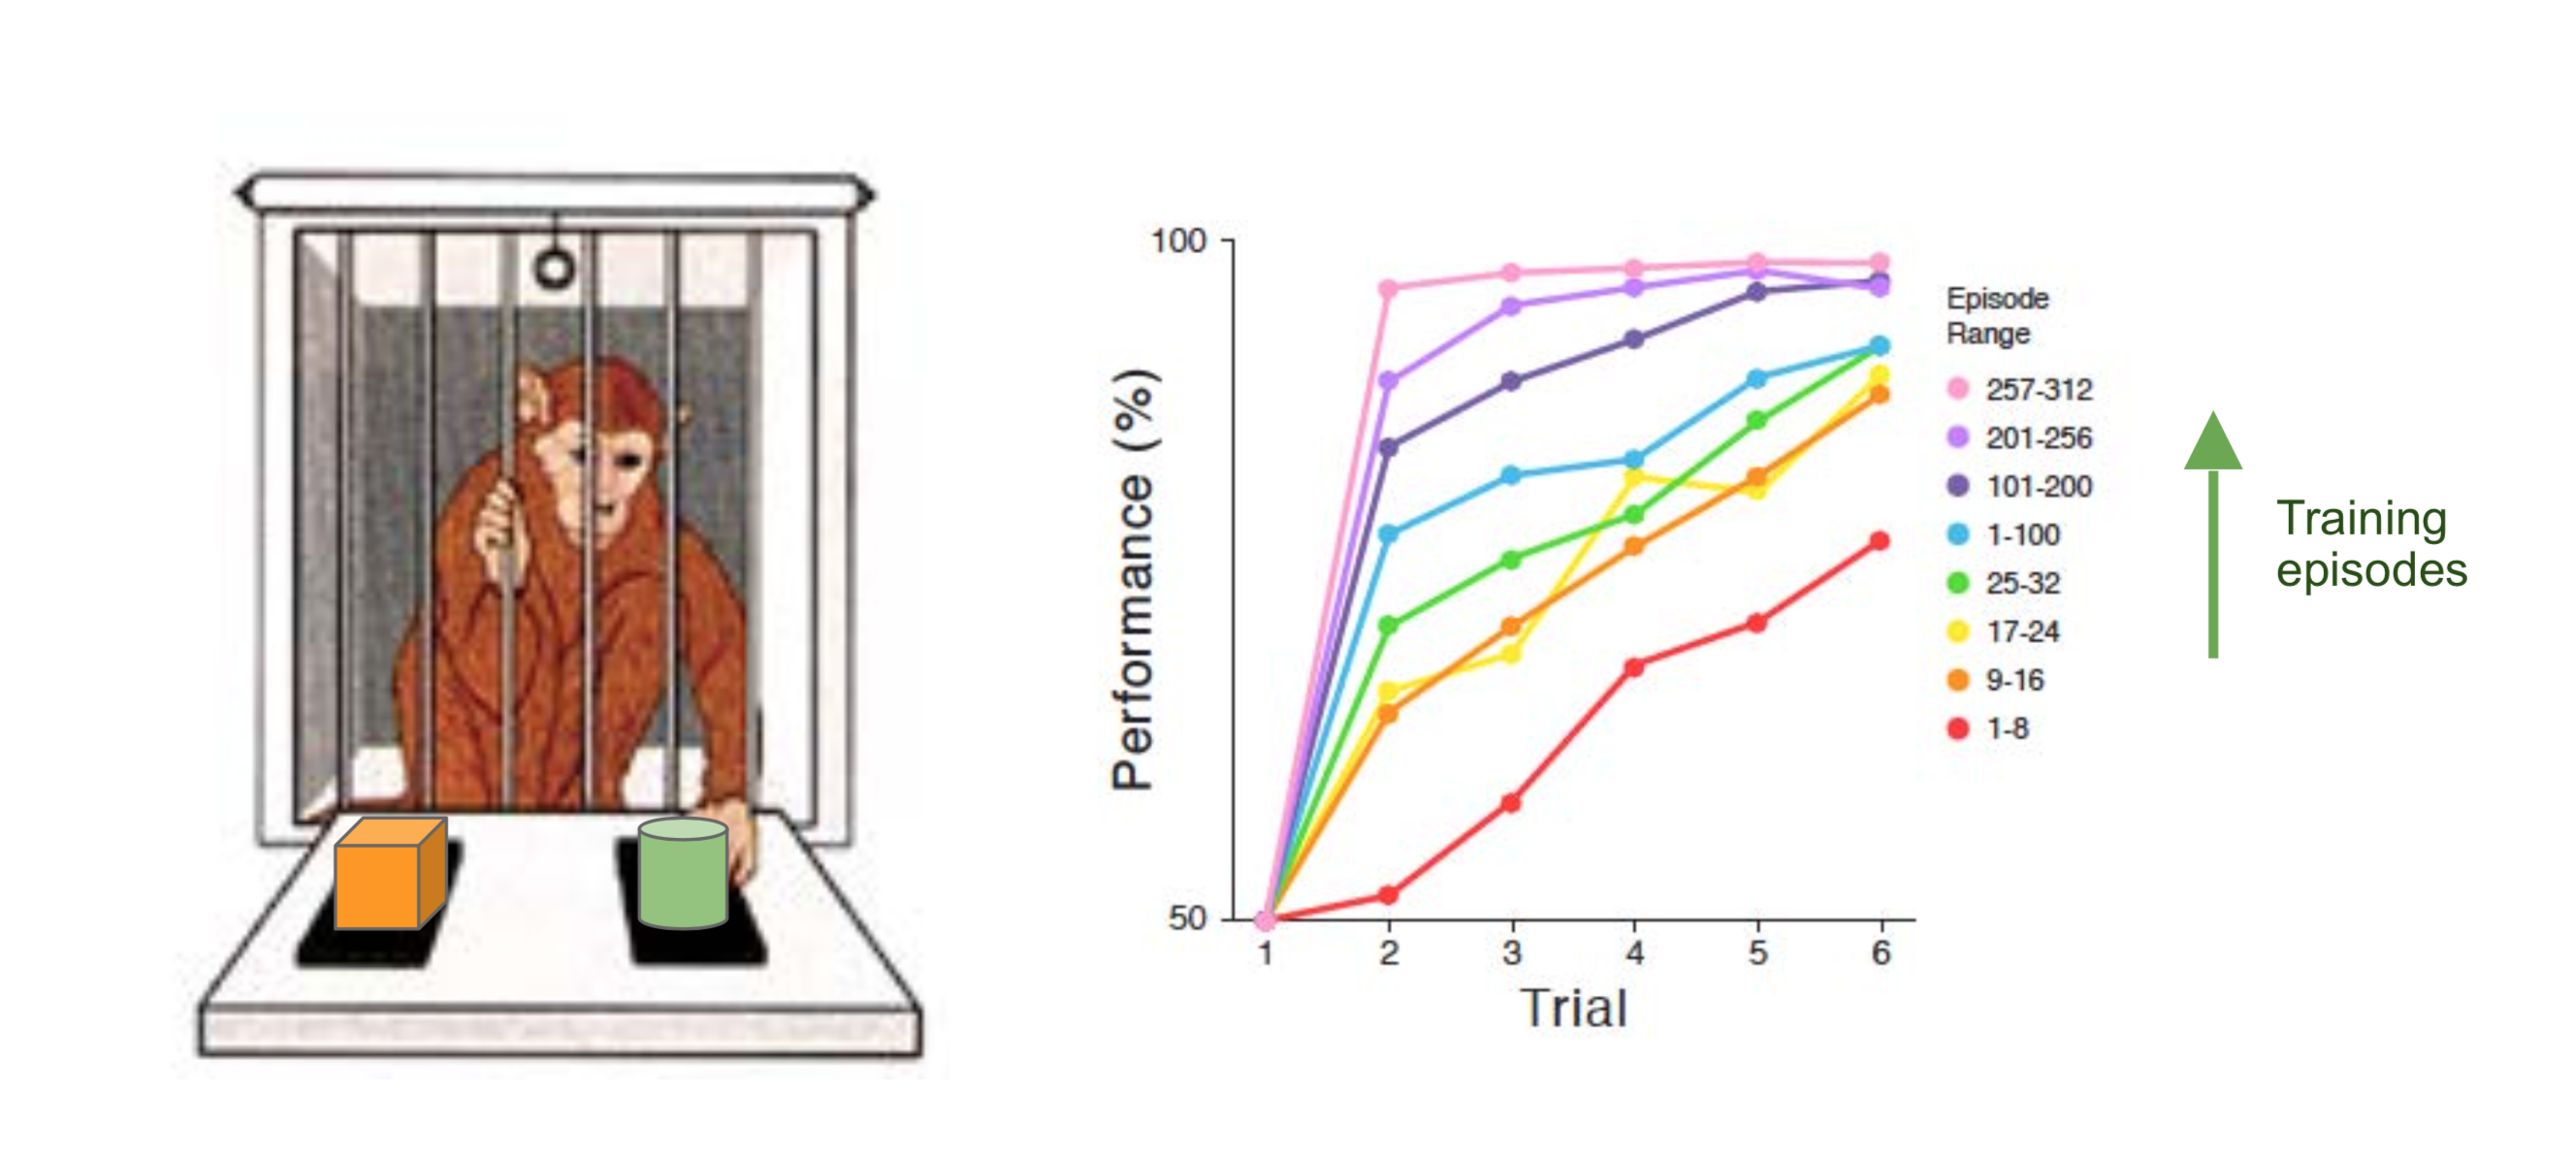 100
50
Performance (%)
1 2 3 4 5 6
Trial
Episode
Range
257-312
201-256
101-200
1-100
25-32
17-24
9-16
1-8
Training
episodes